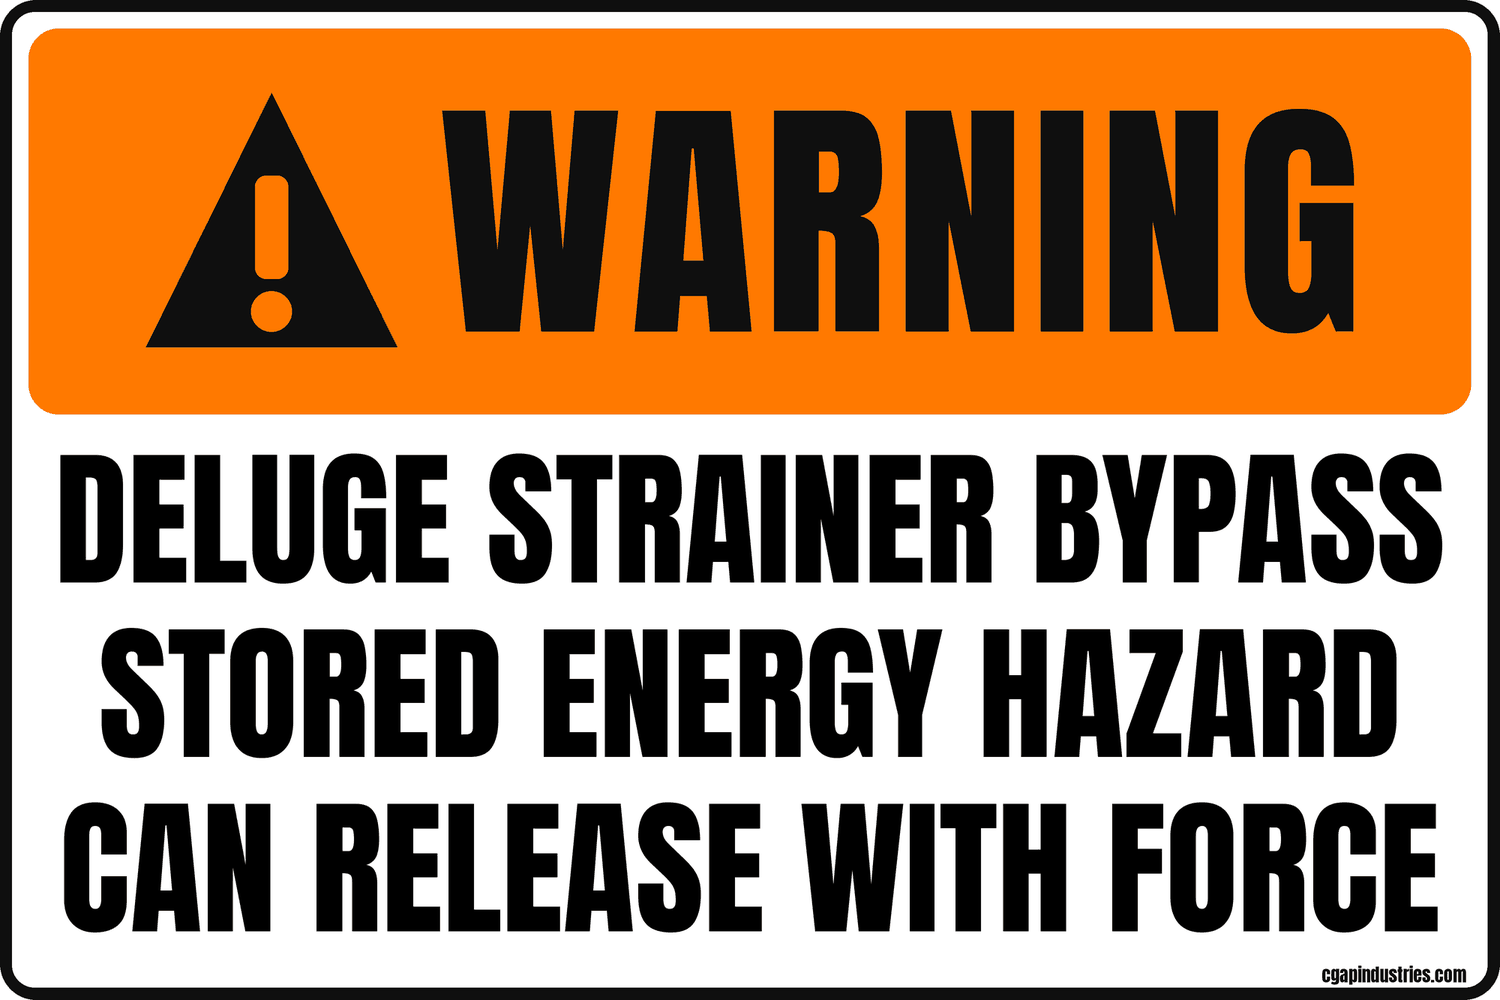 WARNING
DELUGE STRAINER BYPASS
STORED ENERGY HAZARD
CAN RELEASE WITH FORCE
cgapindustries.com